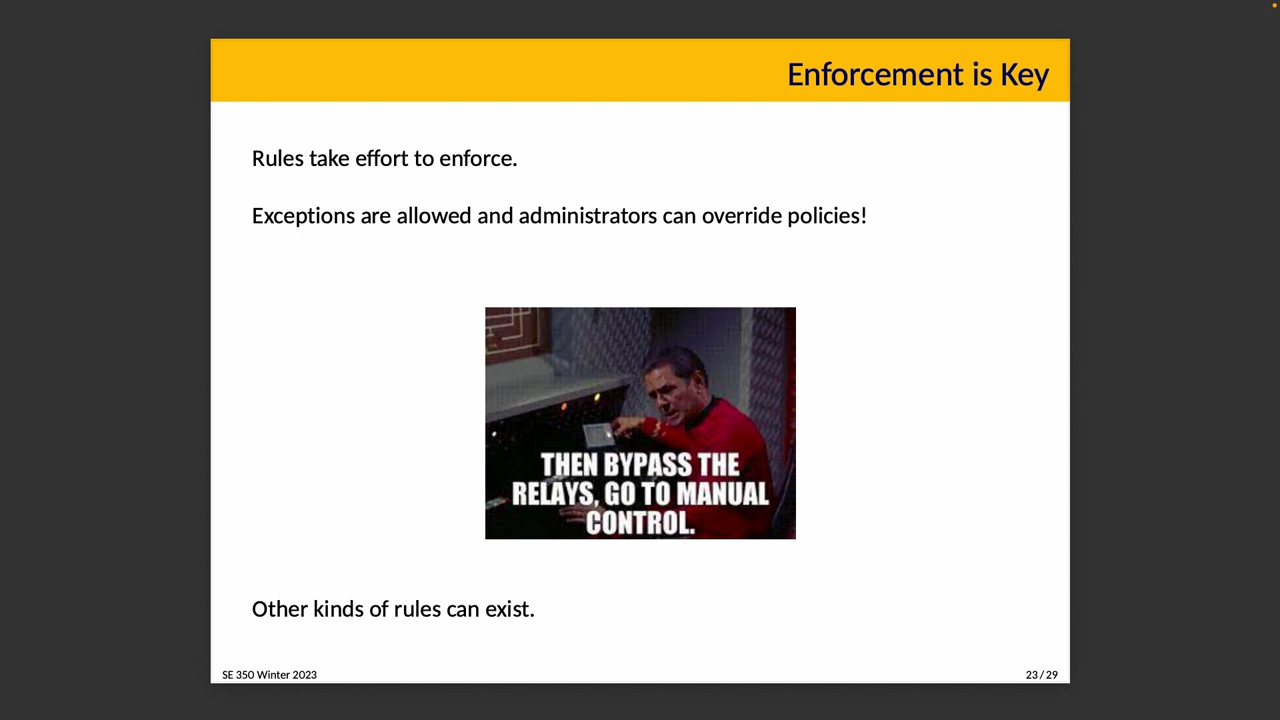 Enforcement is Key
Rules take effort to enforce.
Exceptions are allowed and administrators can override policies!
THEN BYPASS THE
RELAYS, GO TO MANUAL
CONTROL.
Other kinds of rules can exist.
SE 350 Winter 2023
23 / 29